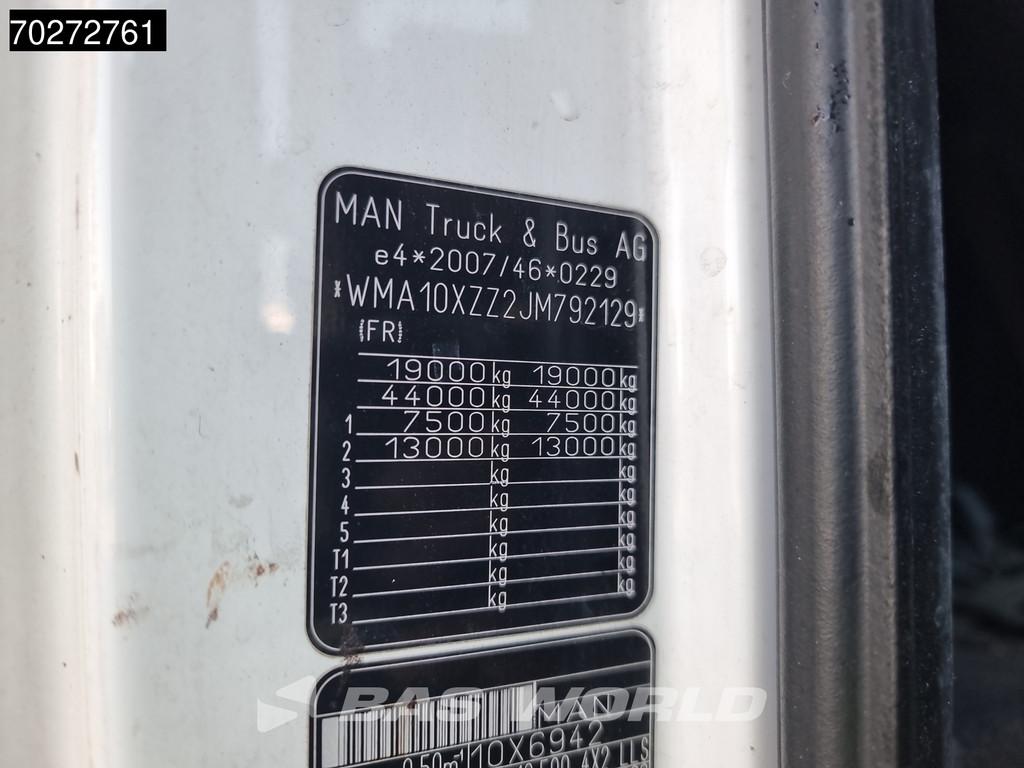 70272761
MAN Truck & Bus AG
e4*2007/46*0229
*WMA10XZZ2JM792129*
(FR)
19000 kg 19000 kg
44000 kg 44000 kg
1 7500 kg 7500 kg
2 13000 kg 13000 kg
3 kg kg
4 kg kg
5 kg kg
T1 kg kg
T2 kg kg
T3 kg kg
BAS WORLD
10X6942
4X2 LLS